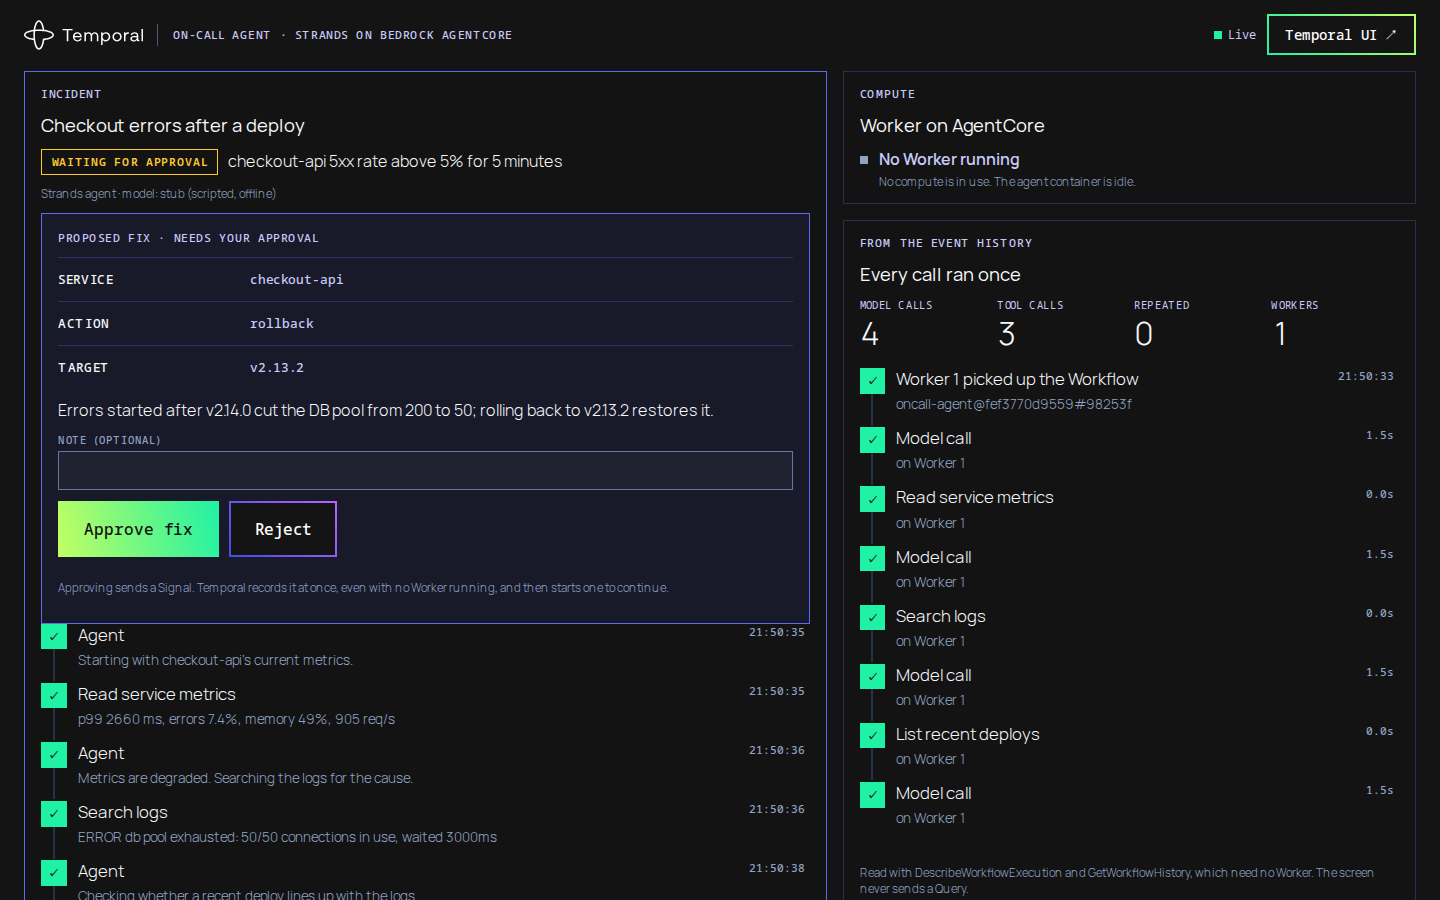 Temporal
ON-CALL AGENT · STRANDS ON BEDROCK AGENTCORE
Live
Temporal UI ↗
INCIDENT
Checkout errors after a deploy
WAITING FOR APPROVAL
checkout-api 5xx rate above 5% for 5 minutes
Strands agent · model: stub (scripted, offline)
PROPOSED FIX · NEEDS YOUR APPROVAL
SERVICE checkout-api
ACTION rollback
TARGET v2.13.2
Errors started after v2.14.0 cut the DB pool from 200 to 50; rolling back to v2.13.2 restores it.
NOTE (OPTIONAL)
Approve fix
Reject
Approving sends a Signal. Temporal records it at once, even with no Worker running, and then starts one to continue.
✓ Agent 21:50:35
Starting with checkout-api's current metrics.
✓ Read service metrics 21:50:35
p99 2660 ms, errors 7.4%, memory 49%, 905 req/s
✓ Agent 21:50:36
Metrics are degraded. Searching the logs for the cause.
✓ Search logs 21:50:36
ERROR db pool exhausted: 50/50 connections in use, waited 3000ms
✓ Agent 21:50:38
Checking whether a recent deploy lines up with the logs
COMPUTE
Worker on AgentCore
No Worker running
No compute is in use. The agent container is idle.
FROM THE EVENT HISTORY
Every call ran once
MODEL CALLS TOOL CALLS REPEATED WORKERS
4 3 0 1
✓ Worker 1 picked up the Workflow 21:50:33
oncall-agent@fef3770d9559#98253f
✓ Model call 1.5s
on Worker 1
✓ Read service metrics 0.0s
on Worker 1
✓ Model call 1.5s
on Worker 1
✓ Search logs 0.0s
on Worker 1
✓ Model call 1.5s
on Worker 1
✓ List recent deploys 0.0s
on Worker 1
✓ Model call 1.5s
on Worker 1
Read with DescribeWorkflowExecution and GetWorkflowHistory, which need no Worker. The screen
never sends a Query.